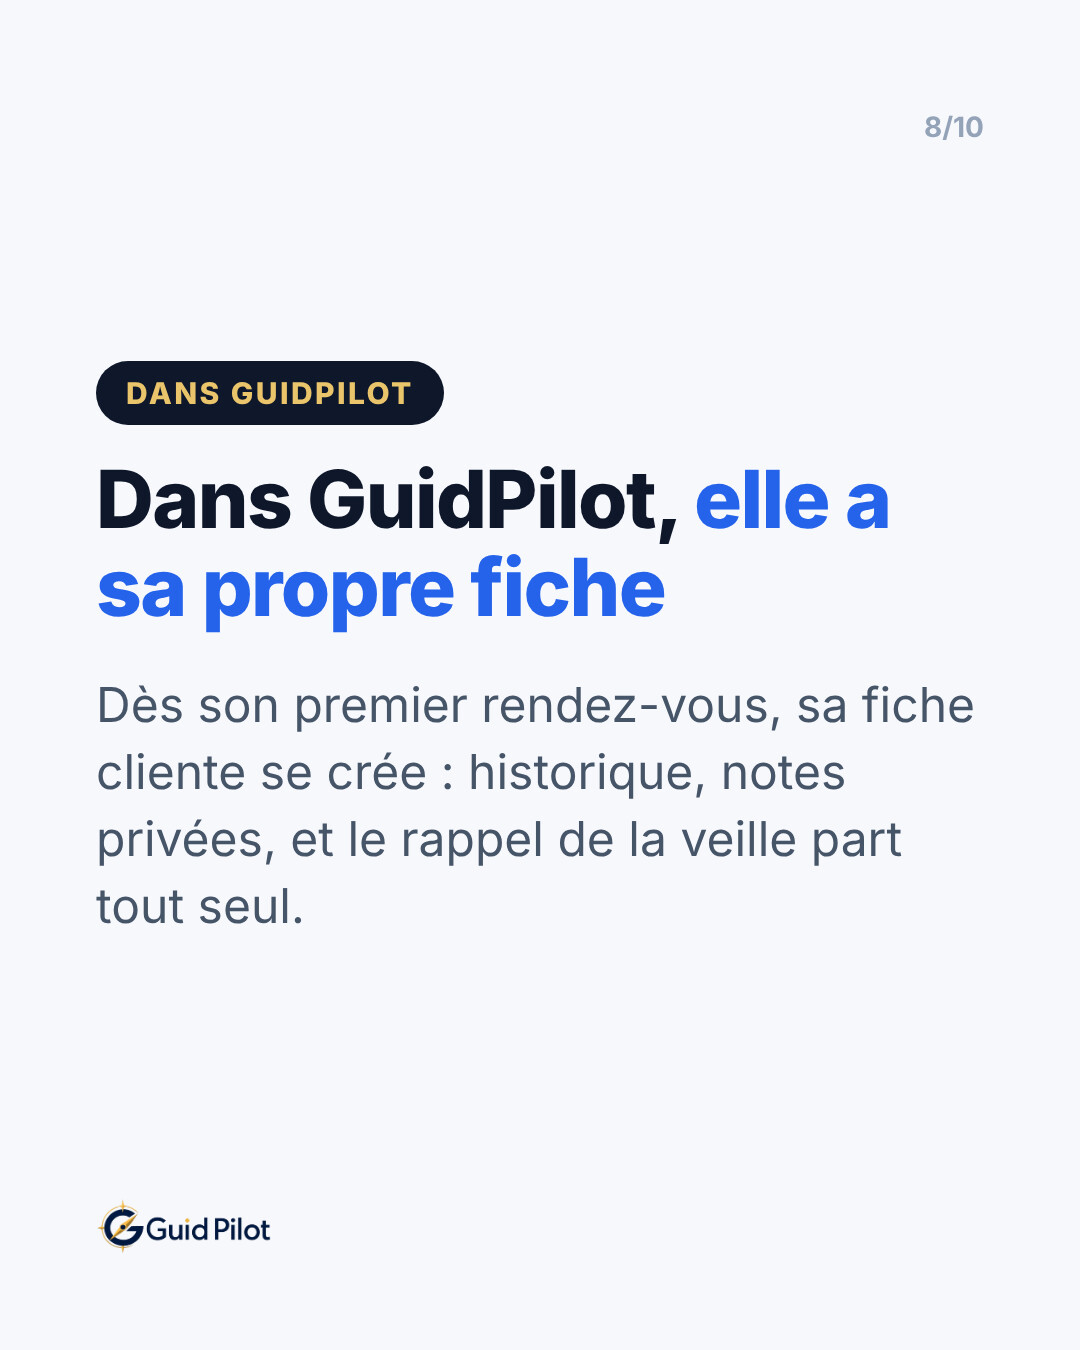 8/10
DANS GUIDPILOT
Dans GuidPilot, elle a
sa propre fiche
Dès son premier rendez-vous, sa fiche
cliente se crée : historique, notes
privées, et le rappel de la veille part
tout seul.
Guid Pilot